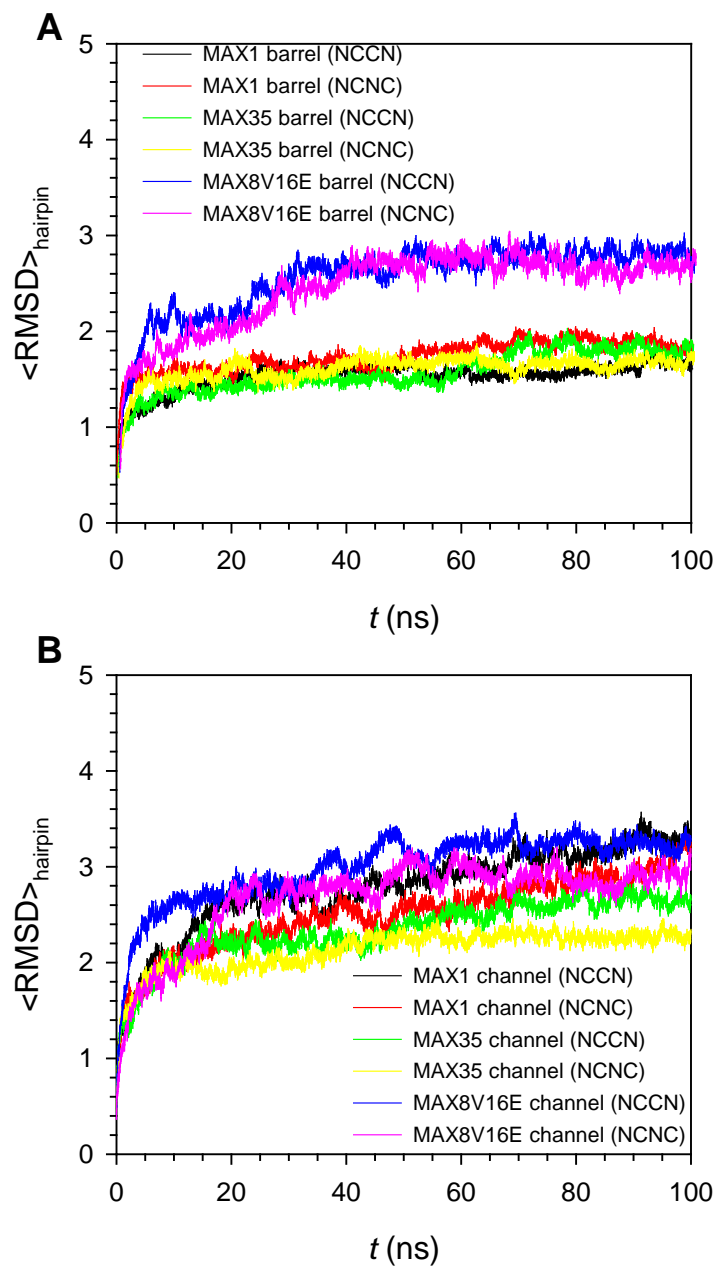 A
5
MAX1 barrel (NCCN)
MAX1 barrel (NCNC)
4
MAX35 barrel (NCCN)
MAX35 barrel (NCNC)
MAX8V16E barrel (NCCN)
MAX8V16E barrel (NCNC)
3
<RMSD>hairpin
2
1
0
0 20 40 60 80 100
t (ns)
B
5
4
3
<RMSD>hairpin
2
MAX1 channel (NCCN)
MAX1 channel (NCNC)
MAX35 channel (NCCN)
1
MAX35 channel (NCNC)
MAX8V16E channel (NCCN)
MAX8V16E channel (NCNC)
0
0 20 40 60 80 100
t (ns)